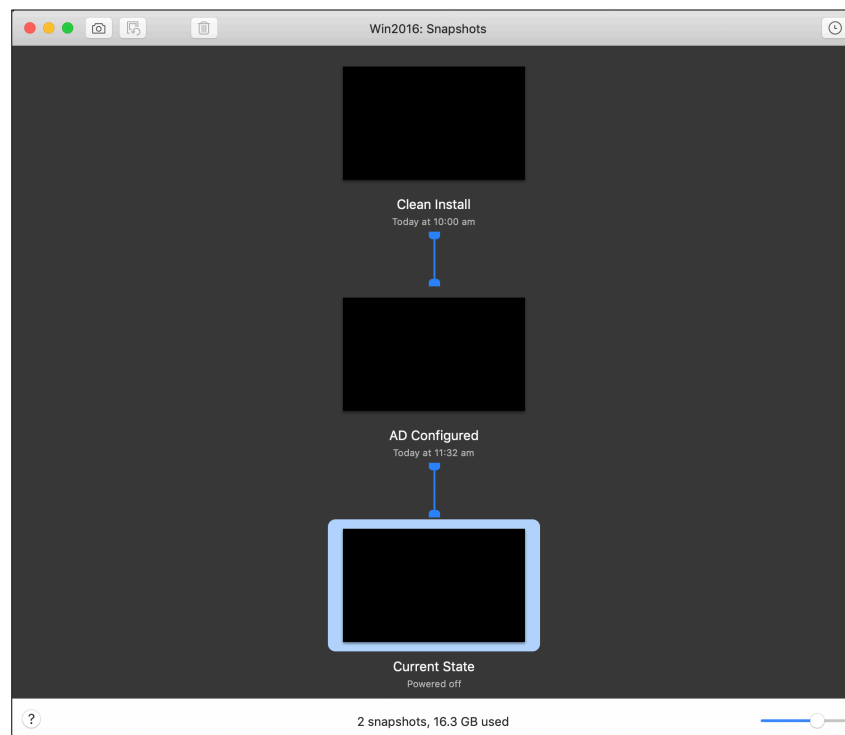 Win2016: Snapshots
Clean Install
Today at 10:00 am
AD Configured
Today at 11:32 am
Current State
Powered off
?
2 snapshots, 16.3 GB used